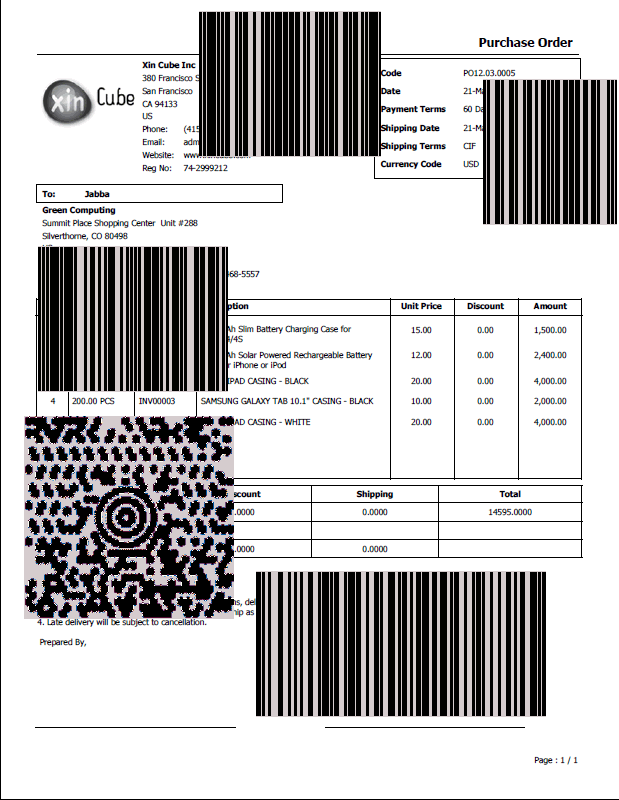 Purchase Order
xin Cube
Xin Cube Inc
380 Francisco
San Francisco
CA 94133
US
Phone: (415
Email: adm
Website:
Reg No: 74-2999212
Code PO12.03.0005
Date 21-Ma
Payment Terms 60 Da
Shipping Date 21-Ma
Shipping Terms CIF
Currency Code USD
To: Jabba
Green Computing
Summit Place Shopping Center Unit #288
Silverthorne, CO 80498
468-5557
ption Unit Price Discount Amount
Ah Slim Battery Charging Case for 15.00 0.00 1,500.00
4/4S
Ah Solar Powered Rechargeable Battery 12.00 0.00 2,400.00
r iPhone or iPod
IPAD CASING - BLACK 20.00 0.00 4,000.00
4 200.00 PCS INV00003 SAMSUNG GALAXY TAB 10.1" CASING - BLACK 10.00 0.00 2,000.00
AD CASING - WHITE 20.00 0.00 4,000.00
scount Shipping Total
.0000 0.0000 14595.0000
.0000 0.0000
ns, del
hip as
4. Late delivery will be subject to cancellation.
Prepared By,
Page : 1 / 1